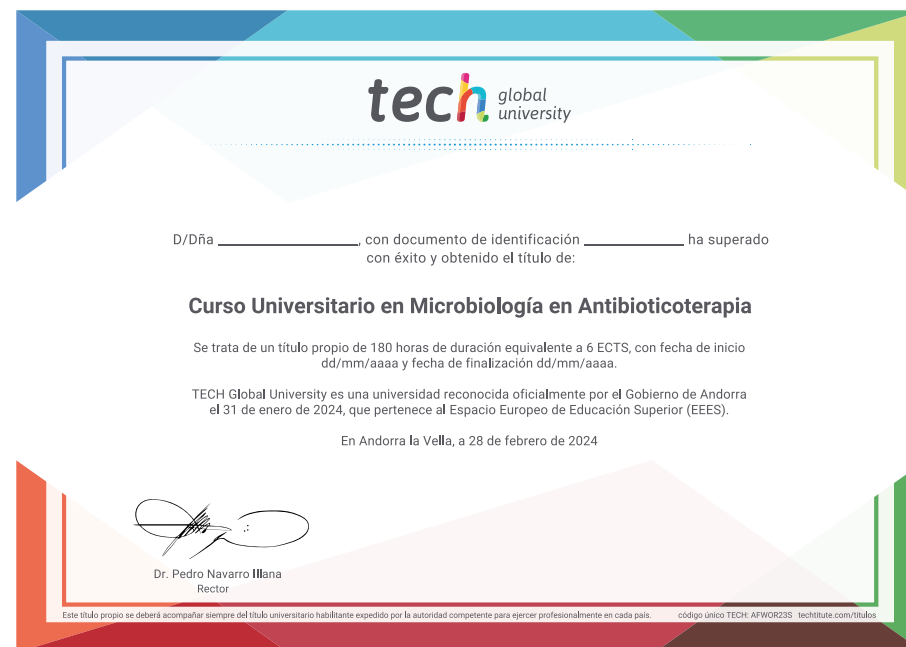 tech global university
D/Dña ____________________, con documento de identificación ______________ ha superado
con éxito y obtenido el título de:
Curso Universitario en Microbiología en Antibioticoterapia
Se trata de un título propio de 180 horas de duración equivalente a 6 ECTS, con fecha de inicio
dd/mm/aaaa y fecha de finalización dd/mm/aaaa.
TECH Global University es una universidad reconocida oficialmente por el Gobierno de Andorra
el 31 de enero de 2024, que pertenece al Espacio Europeo de Educación Superior (EEES).
En Andorra la Vella, a 28 de febrero de 2024
Dr. Pedro Navarro Illana
Rector
Este título propio se deberá acompañar siempre del título universitario habilitante expedido por la autoridad competente para ejercer profesionalmente en cada país. código único TECH: AFWOR23S techtitute.com/titulos